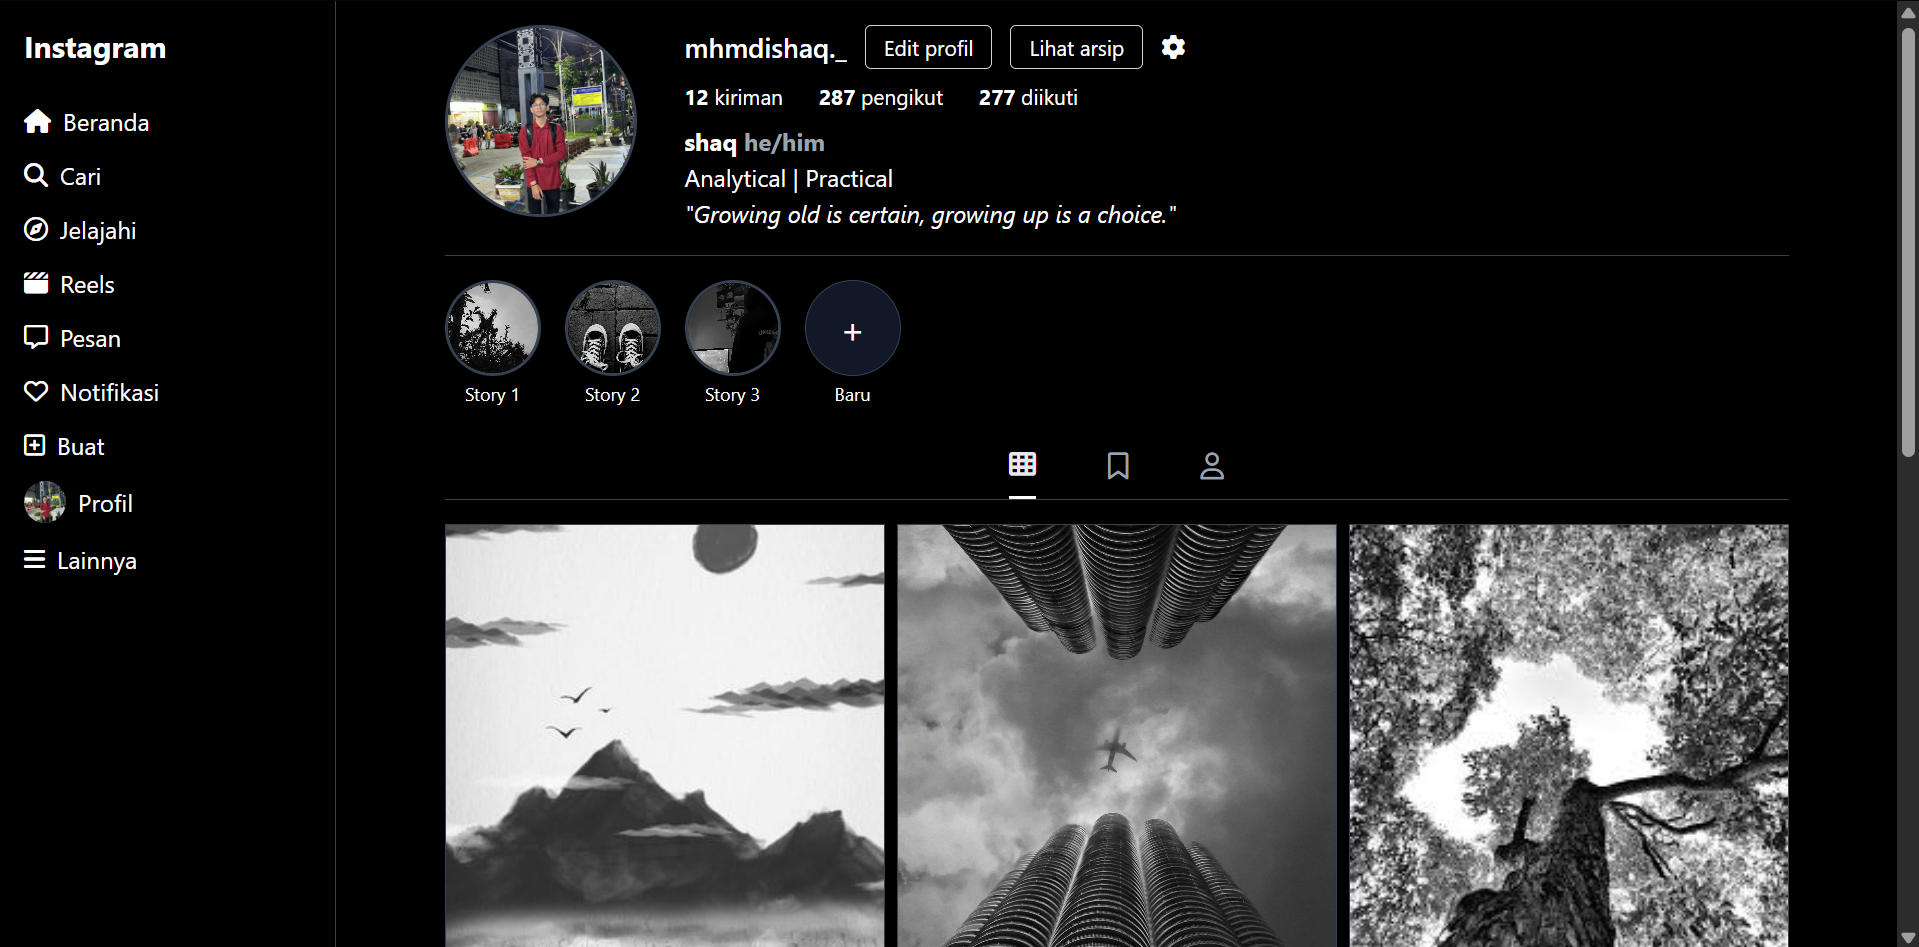 Instagram
Beranda
Cari
Jelajahi
Reels
Pesan
Notifikasi
Buat
Profil
Lainnya
mhmdishaq._ Edit profil Lihat arsip
12 kiriman 287 pengikut 277 diikuti
shaq he/him
Analytical | Practical
"Growing old is certain, growing up is a choice."
Story 1 Story 2 Story 3 Baru